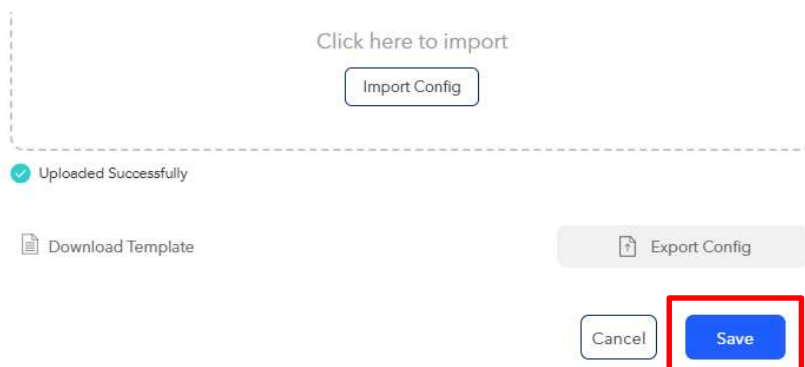 Click here to import
Import Config
Uploaded Successfully
Download Template
Export Config
Cancel
Save